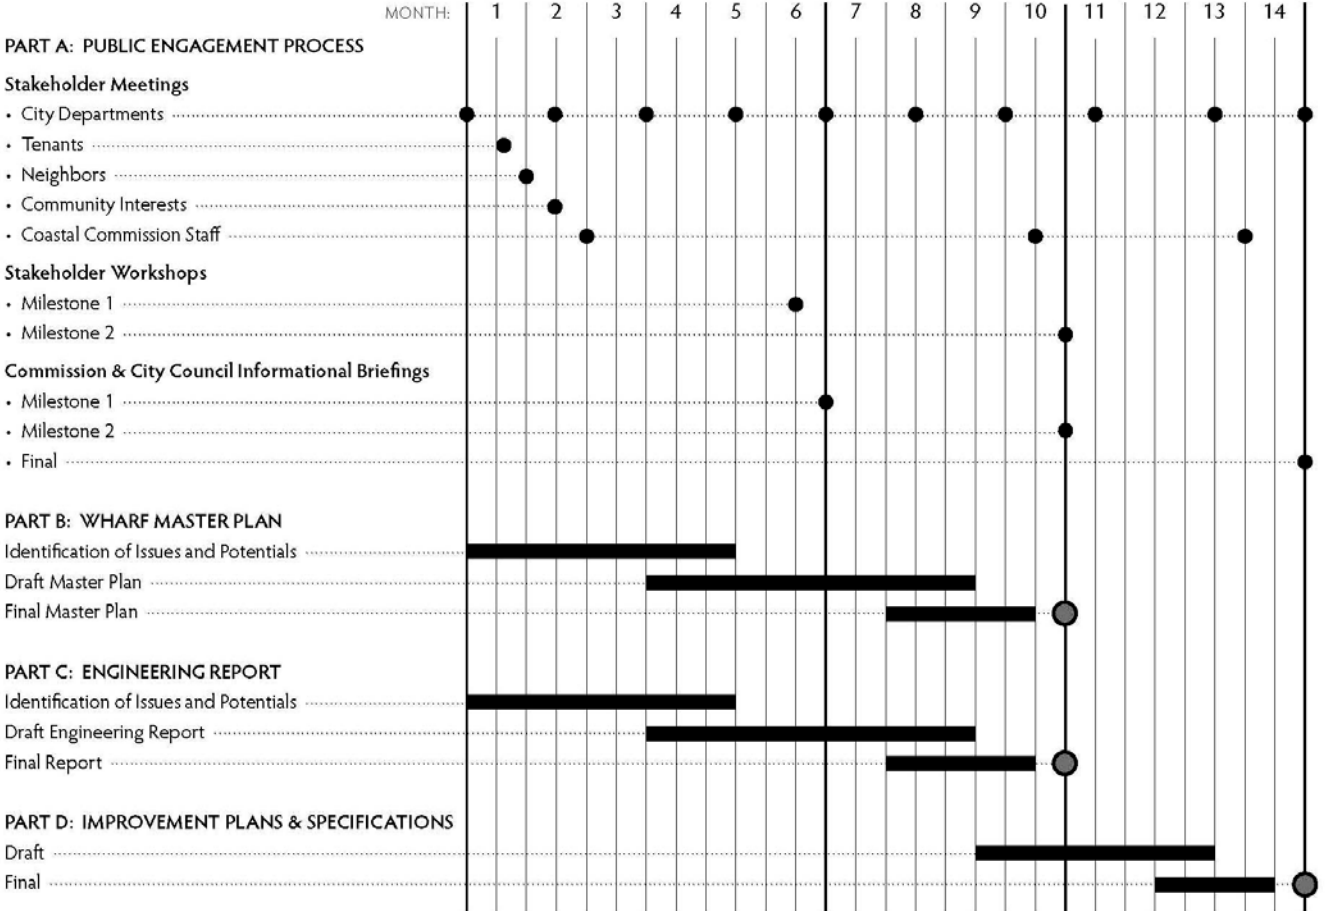 MONTH: 1 2 3 4 5 6 7 8 9 10 11 12 13 14
PART A: PUBLIC ENGAGEMENT PROCESS
Stakeholder Meetings
• City Departments
• Tenants
• Neighbors
• Community Interests
• Coastal Commission Staff
Stakeholder Workshops
• Milestone 1
• Milestone 2
Commission & City Council Informational Briefings
• Milestone 1
• Milestone 2
• Final
PART B: WHARF MASTER PLAN
Identification of Issues and Potentials
Draft Master Plan
Final Master Plan
PART C: ENGINEERING REPORT
Identification of Issues and Potentials
Draft Engineering Report
Final Report
PART D: IMPROVEMENT PLANS & SPECIFICATIONS
Draft
Final